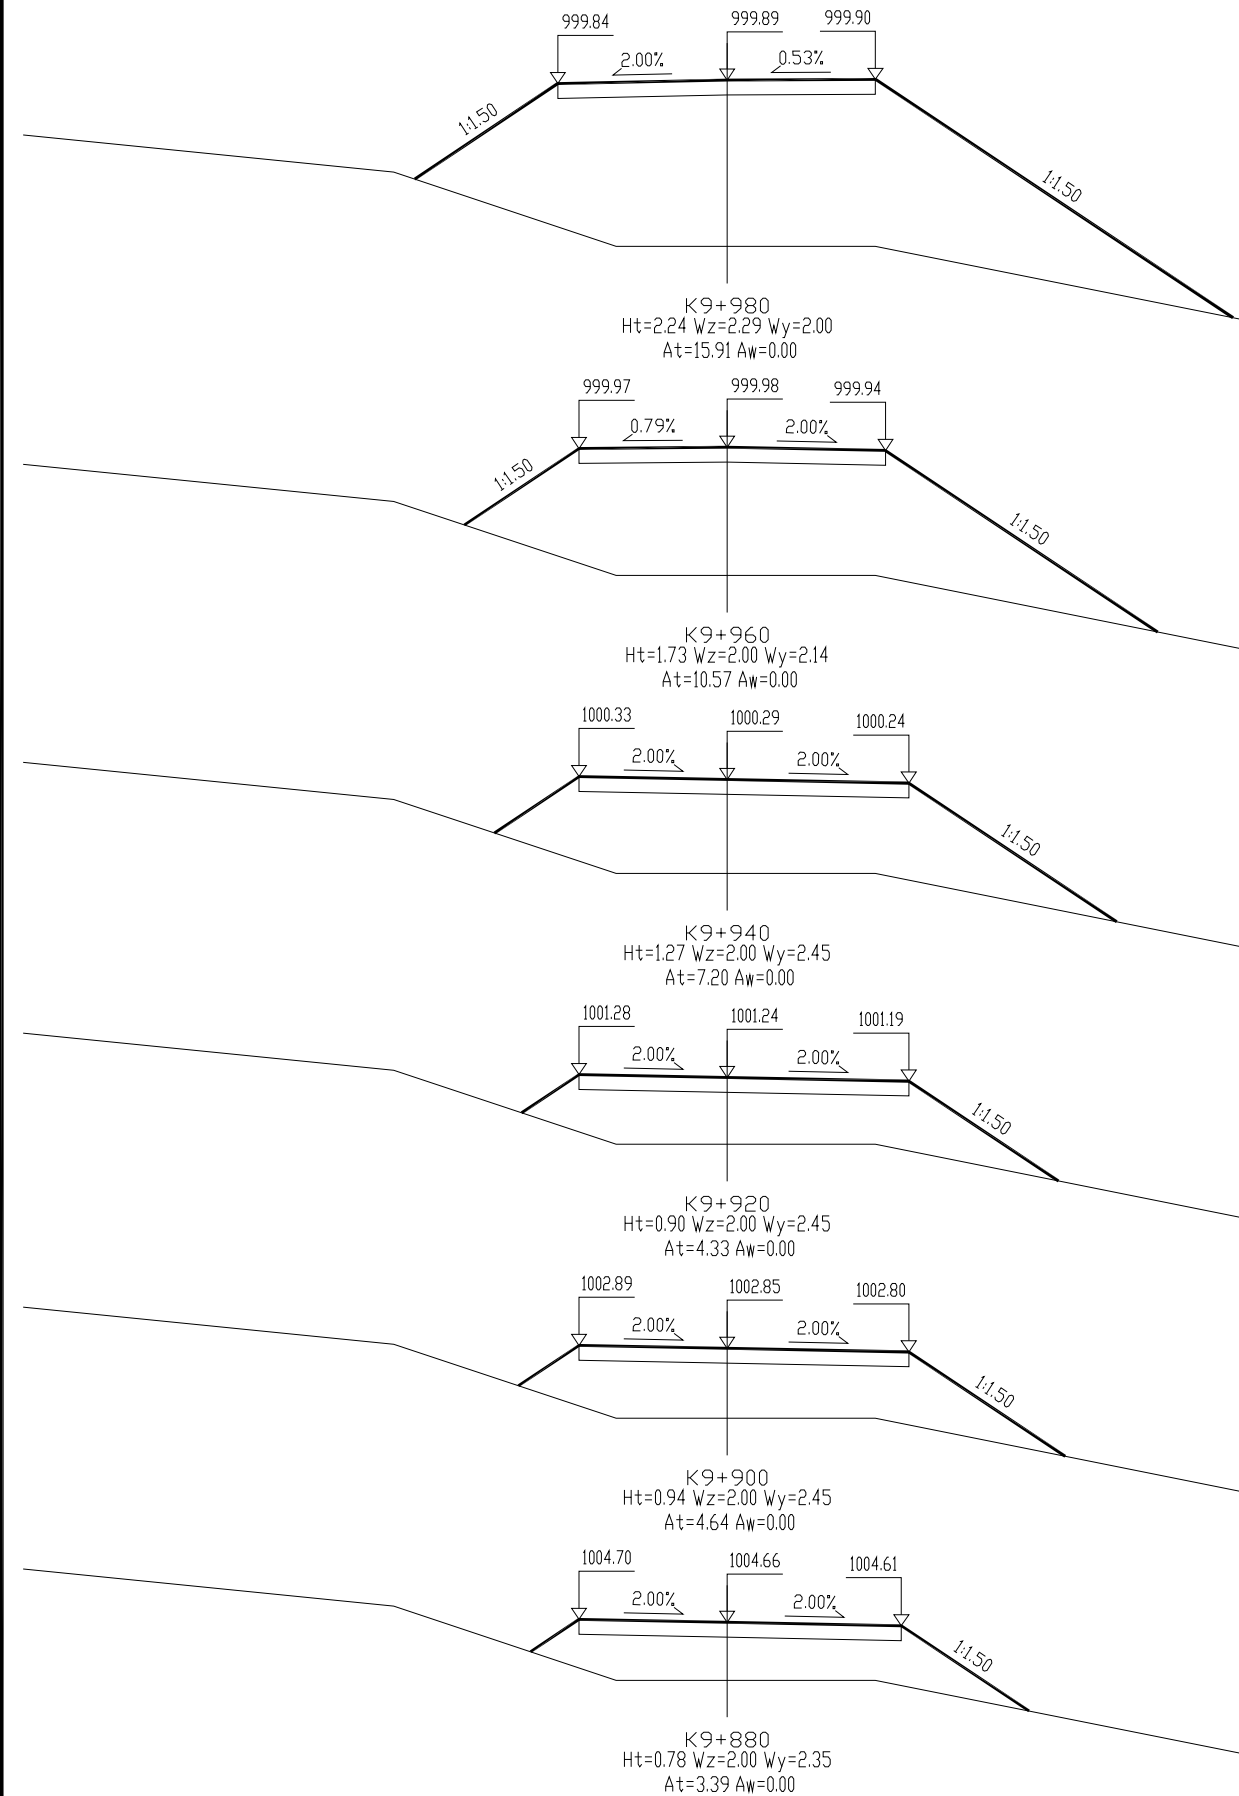 999.84 999.89 999.90
2.00% 0.53%
1:1.50
1:1.50
K9+980
Ht=2.24 Wz=2.29 Wy=2.00
At=15.91 Aw=0.00
999.97 999.98 999.94
0.79% 2.00%
1:1.50
1:1.50
K9+960
Ht=1.73 Wz=2.00 Wy=2.14
At=10.57 Aw=0.00
1000.33 1000.29 1000.24
2.00% 2.00%
1:1.50
K9+940
Ht=1.27 Wz=2.00 Wy=2.45
At=7.20 Aw=0.00
1001.28 1001.24 1001.19
2.00% 2.00%
1:1.50
K9+920
Ht=0.90 Wz=2.00 Wy=2.45
At=4.33 Aw=0.00
1002.89 1002.85 1002.80
2.00% 2.00%
1:1.50
K9+900
Ht=0.94 Wz=2.00 Wy=2.45
At=4.64 Aw=0.00
1004.70 1004.66 1004.61
2.00% 2.00%
1:1.50
K9+880
Ht=0.78 Wz=2.00 Wy=2.35
At=3.39 Aw=0.00